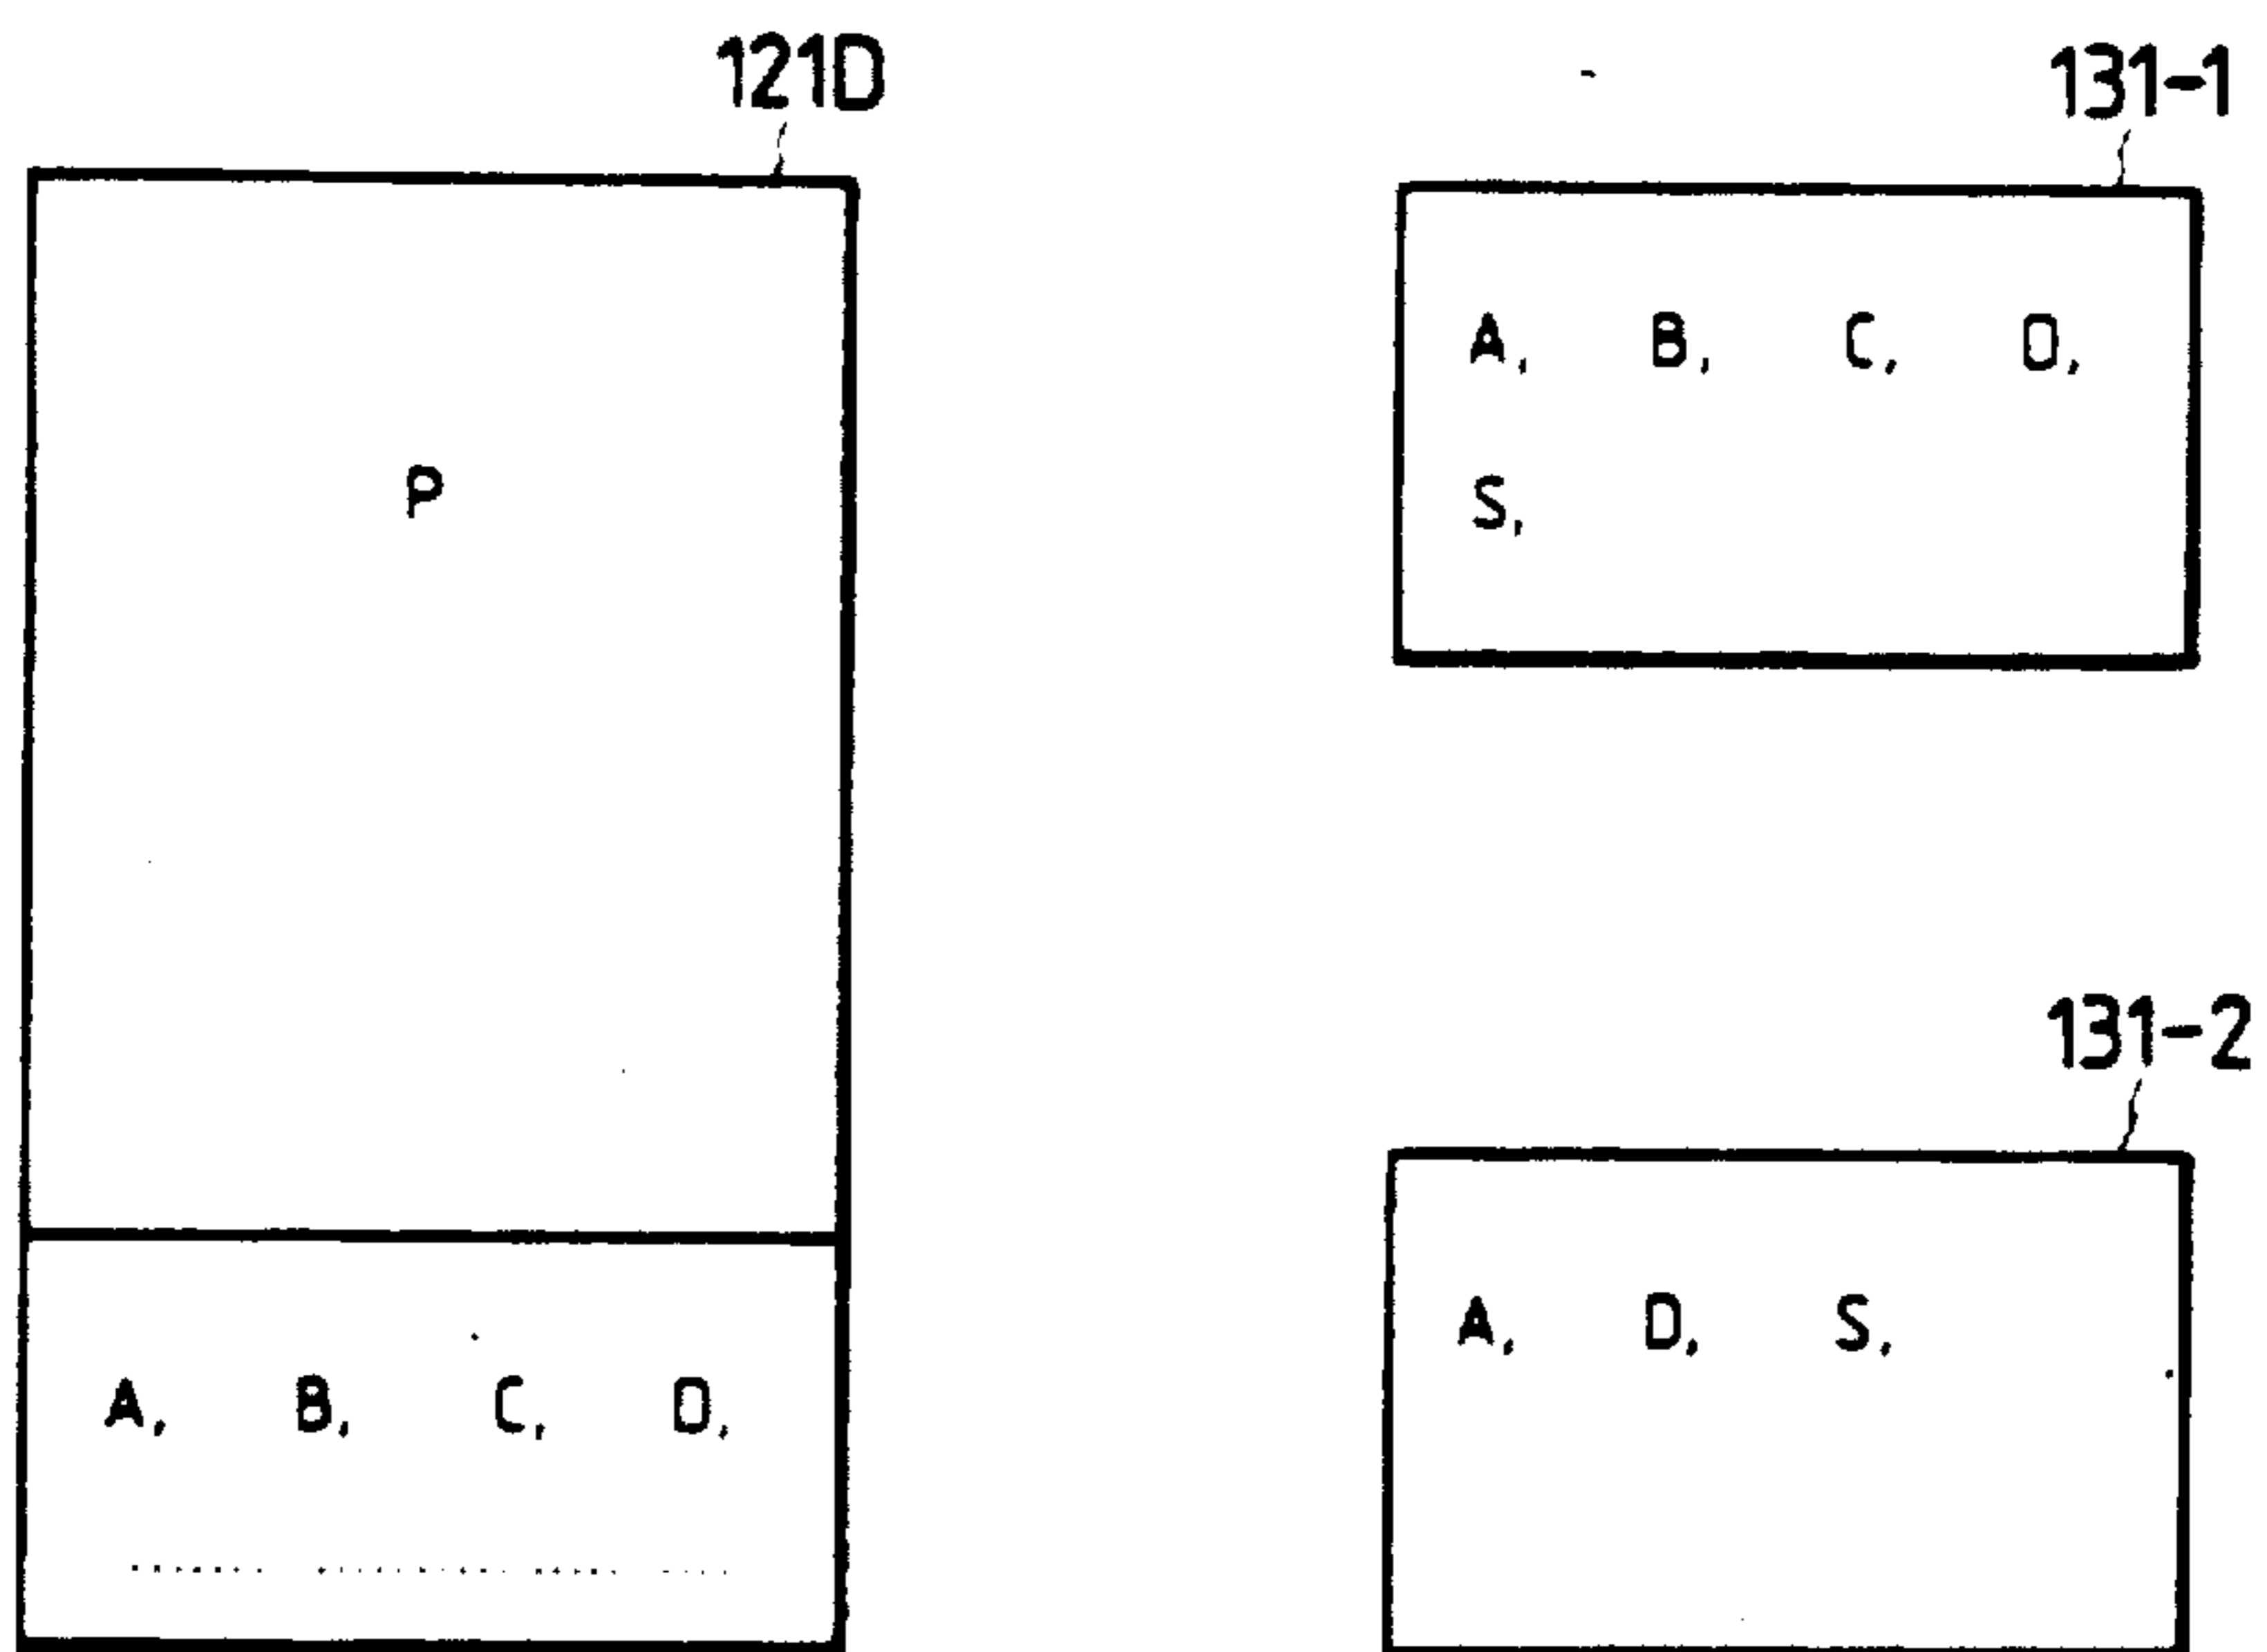 121D
P
A, B, C, O,
..............................
131-1
A, B, C, O,
S,
131-2
A, D, S,